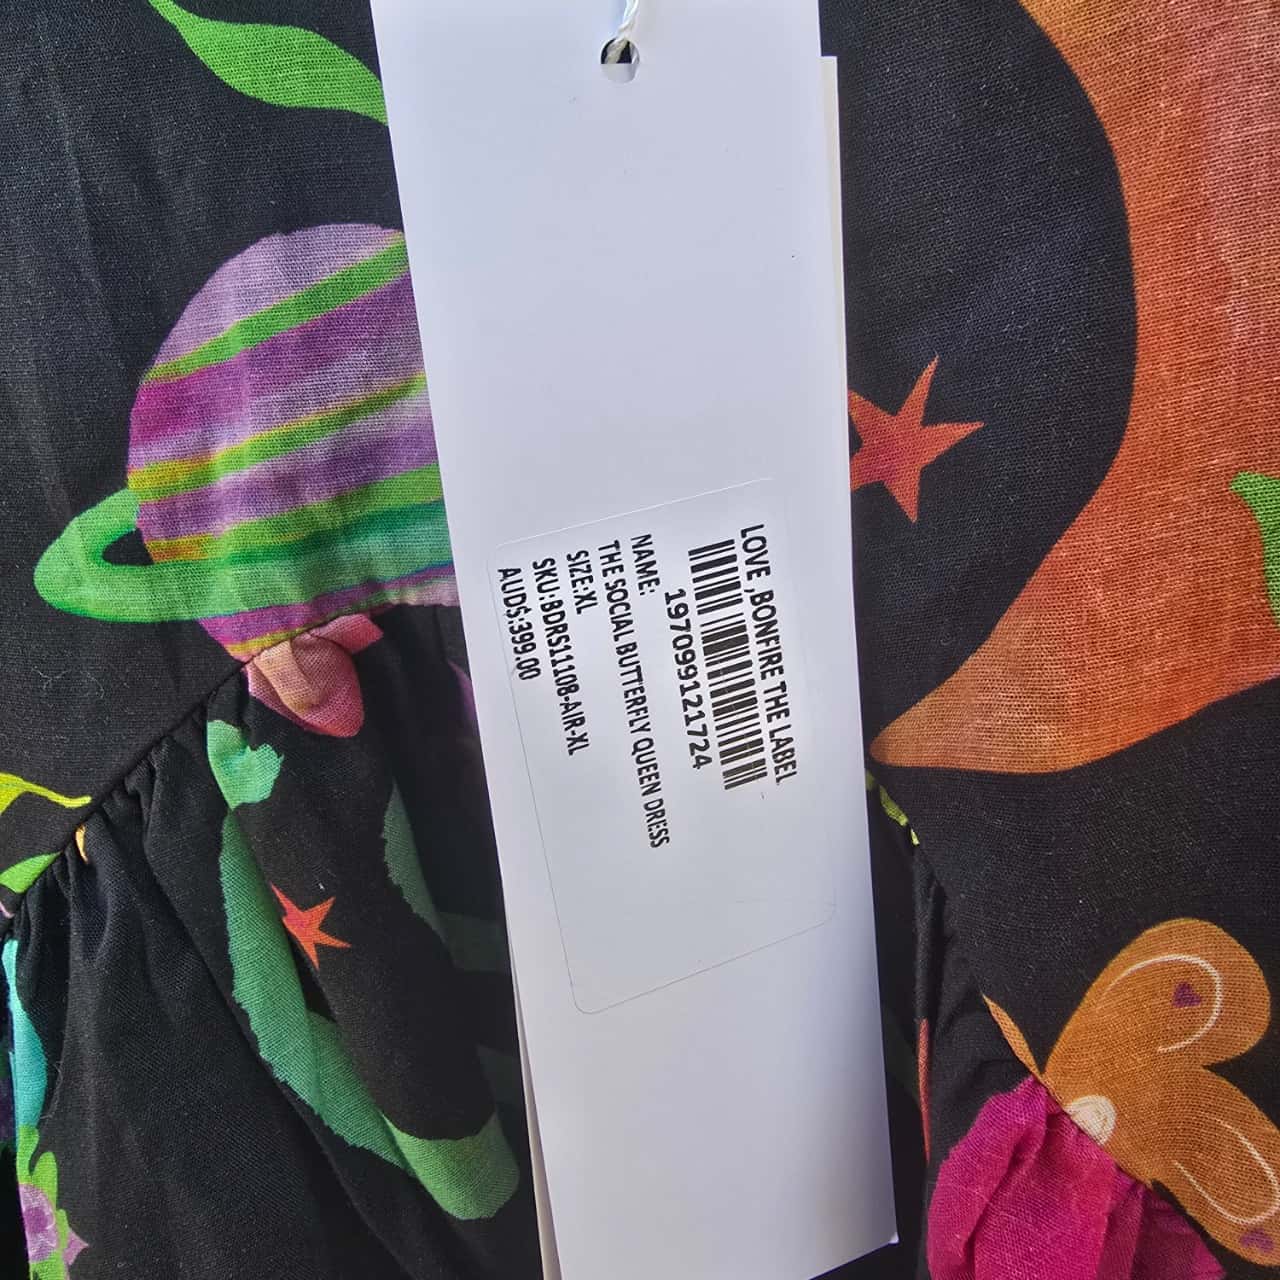 LOVE ,BONFIRE THE LABEL
197099121724
NAME:
THE SOCIAL BUTTERFLY QUEEN DRESS
SIZE:XL
SKU:BDRS11108-AIR-XL
AUD$:399.00